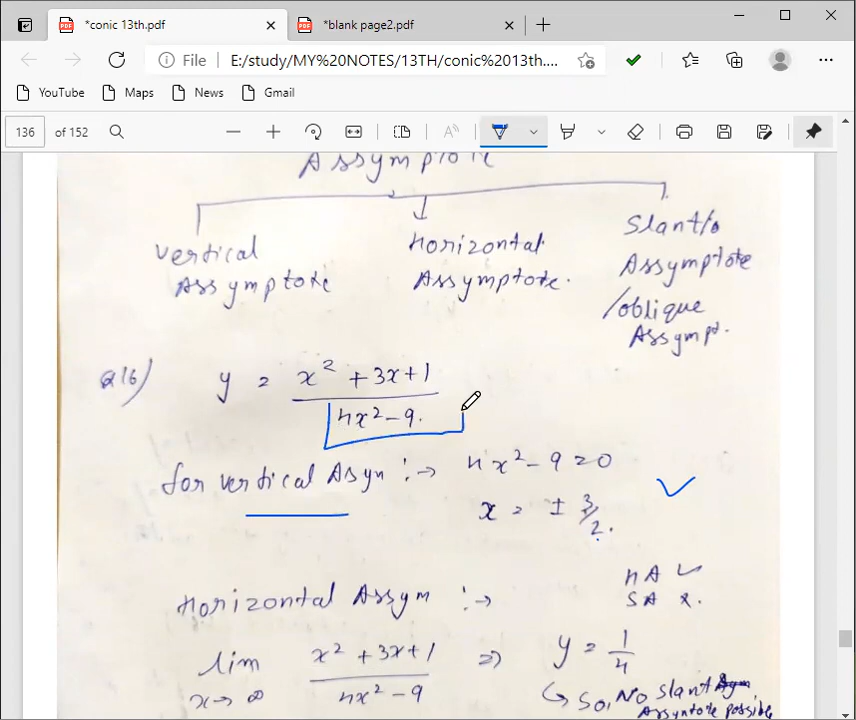 *conic 13th.pdf
*blank page2.pdf
File E:/study/MY%20NOTES/13TH/conic%2013th....
YouTube Maps News Gmail
136 of 152
Assymptote
Vertical Assymptote
Horizontal Assymptote.
Slant/o Assymptote /oblique Assympt.
Q16) y = x² +3x+1
4x²-9.
for vertical Asyn :→ 4x²-9=0
x = ± 3/2.
Horizontal Assym :→
HA ✓
SA x.
lim x→∞ x² +3x+1 / 4x²-9 => y = 1/4
↳ So, No Slant Assymtote possible